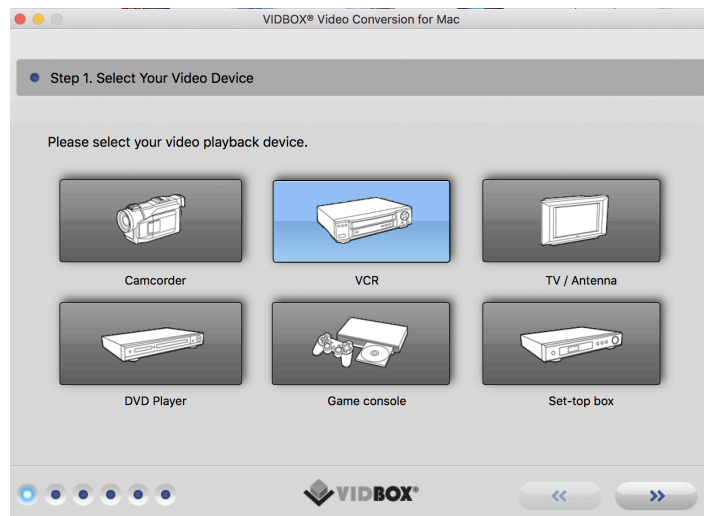 VIDBOX® Video Conversion for Mac
Step 1. Select Your Video Device
Please select your video playback device.
Camcorder
VCR
TV / Antenna
DVD Player
Game console
Set-top box
VIDBOX®